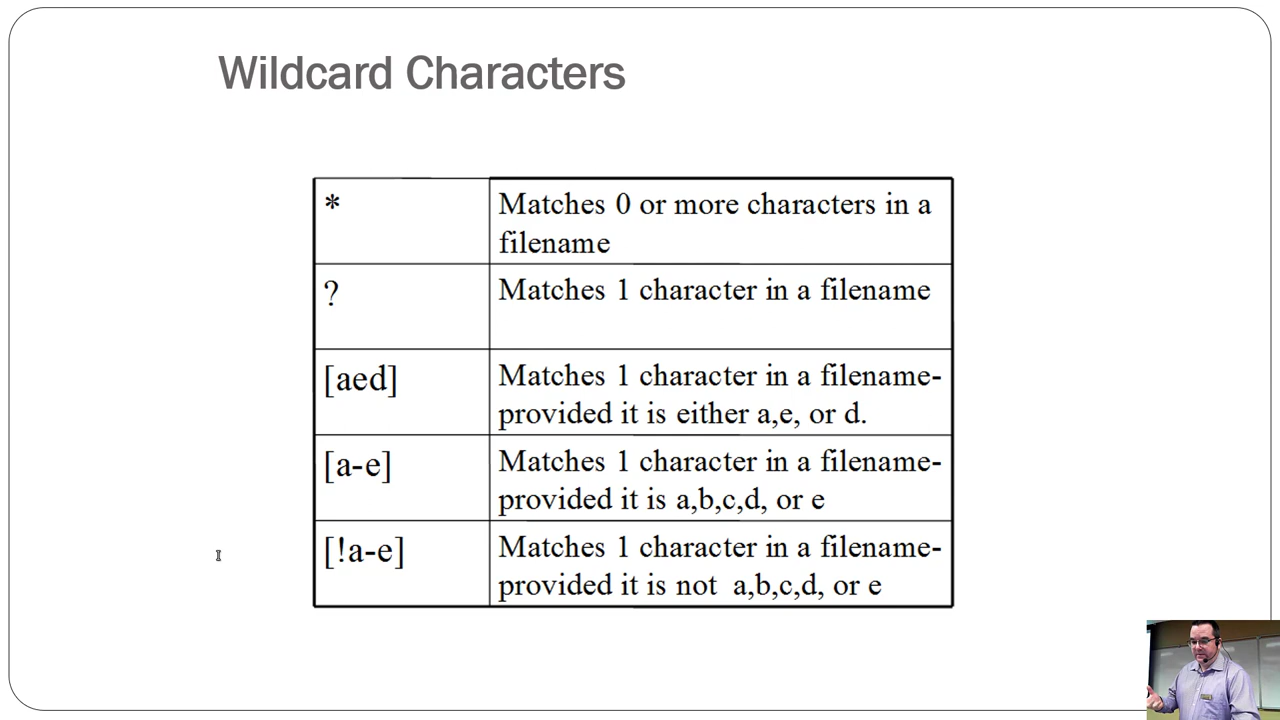 Wildcard Characters
*
Matches 0 or more characters in a
filename
?
Matches 1 character in a filename
[aed]
Matches 1 character in a filename-
provided it is either a,e, or d.
[a-e]
Matches 1 character in a filename-
provided it is a,b,c,d, or e
[!a-e]
Matches 1 character in a filename-
provided it is not  a,b,c,d, or e